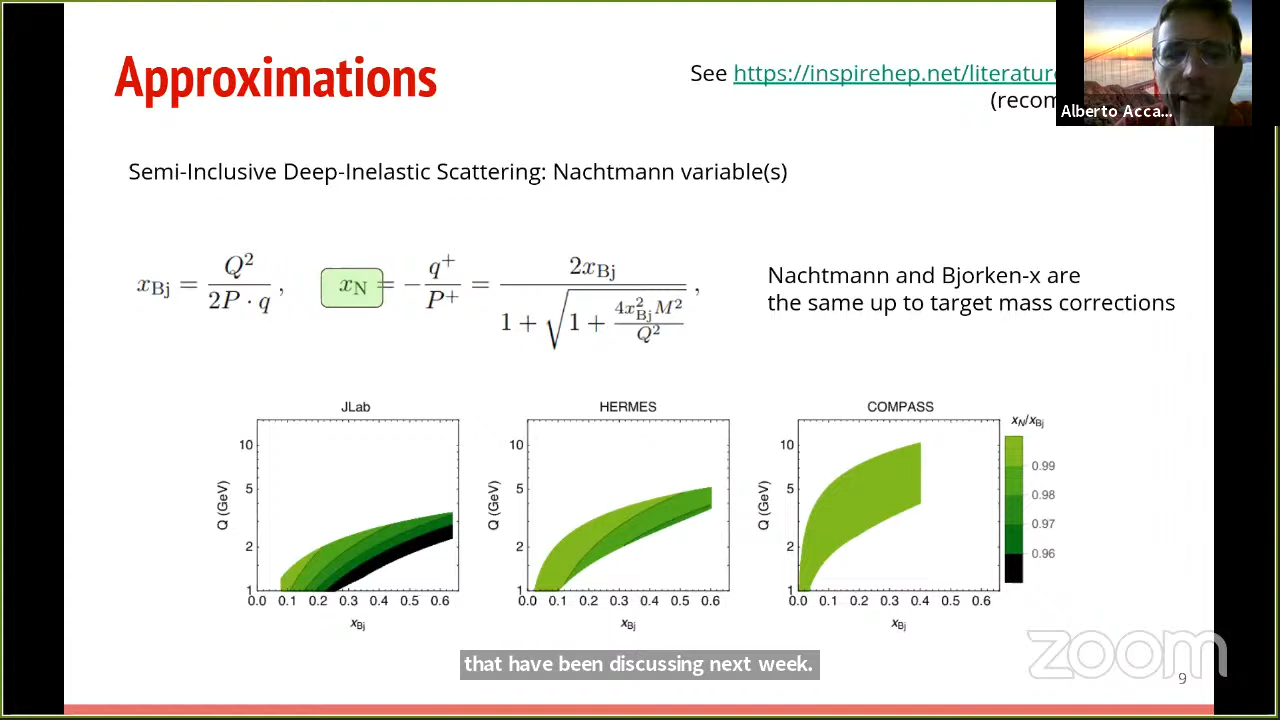 Approximations
See https://inspirehep.net/literature
(recom
Alberto Acca...
Semi-Inclusive Deep-Inelastic Scattering: Nachtmann variable(s)
x_Bj = Q² / 2P · q , x_N = − q⁺ / P⁺ = 2x_Bj / (1 + √(1 + 4x²_Bj M² / Q²)) ,
Nachtmann and Bjorken-x are
the same up to target mass corrections
JLab
Q (GeV)
10
5
2
1
0.0 0.1 0.2 0.3 0.4 0.5 0.6
x_Bj
HERMES
Q (GeV)
10
5
2
1
0.0 0.1 0.2 0.3 0.4 0.5 0.6
x_Bj
COMPASS
Q (GeV)
10
5
2
1
0.0 0.1 0.2 0.3 0.4 0.5 0.6
x_Bj
x_N/x_Bj
0.99
0.98
0.97
0.96
that have been discussing next week.
zoom
9